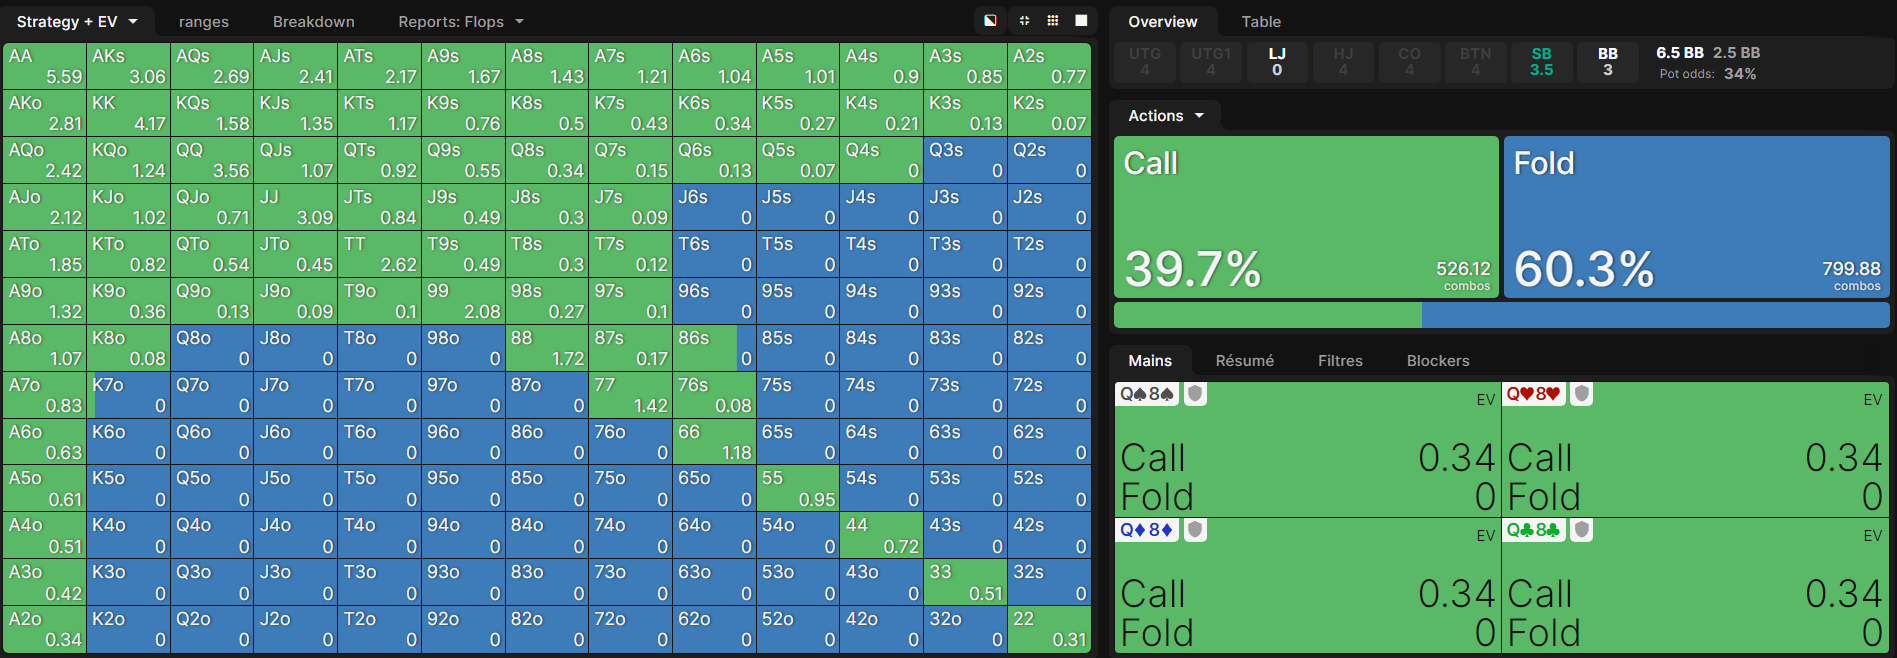 Strategy + EV ranges Breakdown Reports: Flops
AA AKs AQs AJs ATs A9s A8s A7s A6s A5s A4s A3s A2s
5.59 3.06 2.69 2.41 2.17 1.67 1.43 1.21 1.04 1.01 0.9 0.85 0.77
AKo KK KQs KJs KTs K9s K8s K7s K6s K5s K4s K3s K2s
2.81 4.17 1.58 1.35 1.17 0.76 0.5 0.43 0.34 0.27 0.21 0.13 0.07
AQo KQo QQ QJs QTs Q9s Q8s Q7s Q6s Q5s Q4s Q3s Q2s
2.42 1.24 3.56 1.07 0.92 0.55 0.34 0.15 0.13 0.07 0 0 0
AJo KJo QJo JJ JTs J9s J8s J7s J6s J5s J4s J3s J2s
2.12 1.02 0.71 3.09 0.84 0.49 0.3 0.09 0 0 0 0 0
ATo KTo QTo JTo TT T9s T8s T7s T6s T5s T4s T3s T2s
1.85 0.82 0.54 0.45 2.62 0.49 0.3 0.12 0 0 0 0 0
A9o K9o Q9o J9o T9o 99 98s 97s 96s 95s 94s 93s 92s
1.32 0.36 0.13 0.09 0.1 2.08 0.27 0.1 0 0 0 0 0
A8o K8o Q8o J8o T8o 98o 88 87s 86s 85s 84s 83s 82s
1.07 0.08 0 0 0 0 1.72 0.17 0 0 0 0 0
A7o K7o Q7o J7o T7o 97o 87o 77 76s 75s 74s 73s 72s
0.83 0 0 0 0 0 0 1.42 0.08 0 0 0 0
A6o K6o Q6o J6o T6o 96o 86o 76o 66 65s 64s 63s 62s
0.63 0 0 0 0 0 0 0 1.18 0 0 0 0
A5o K5o Q5o J5o T5o 95o 85o 75o 65o 55 54s 53s 52s
0.61 0 0 0 0 0 0 0 0 0.95 0 0 0
A4o K4o Q4o J4o T4o 94o 84o 74o 64o 54o 44 43s 42s
0.51 0 0 0 0 0 0 0 0 0 0.72 0 0
A3o K3o Q3o J3o T3o 93o 83o 73o 63o 53o 43o 33 32s
0.42 0 0 0 0 0 0 0 0 0 0 0.51 0
A2o K2o Q2o J2o T2o 92o 82o 72o 62o 52o 42o 32o 22
0.34 0 0 0 0 0 0 0 0 0 0 0 0.31
Overview Table
UTG UTG1 LJ HJ CO BTN SB BB 6.5 BB 2.5 BB
4 4 0 4 4 4 3.5 3 Pot odds: 34%
Actions
Call Fold
39.7% 526.12 combos 60.3% 799.88 combos
Mains Résumé Filtres Blockers
Q♠8♠ EV Q♥8♥ EV
Call 0.34 Call 0.34
Fold 0 Fold 0
Q♦8♦ EV Q♣8♣ EV
Call 0.34 Call 0.34
Fold 0 Fold 0